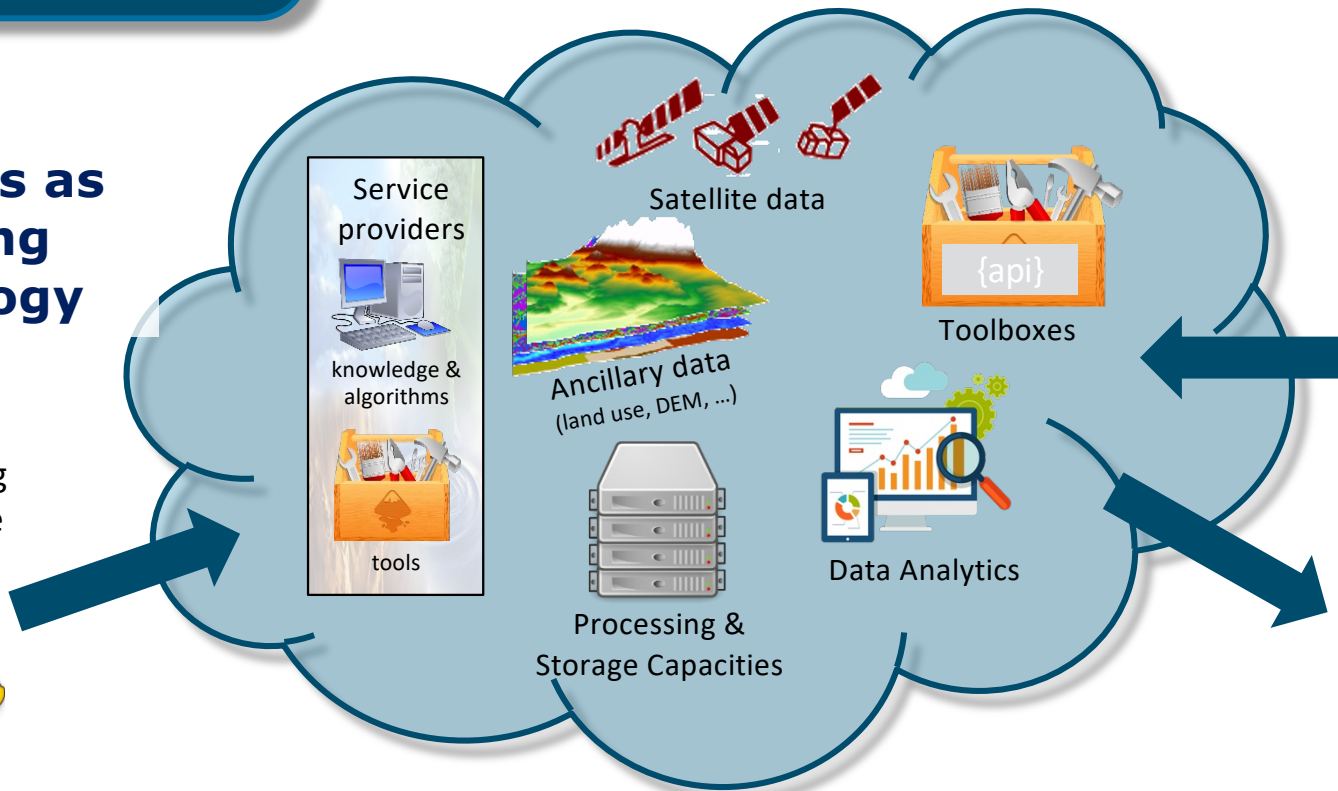 s as
ng
ogy
g
e
Service
providers
knowledge &
algorithms
tools
Satellite data
Ancillary data
(land use, DEM, ...)
Processing &
Storage Capacities
{api}
Toolboxes
Data Analytics